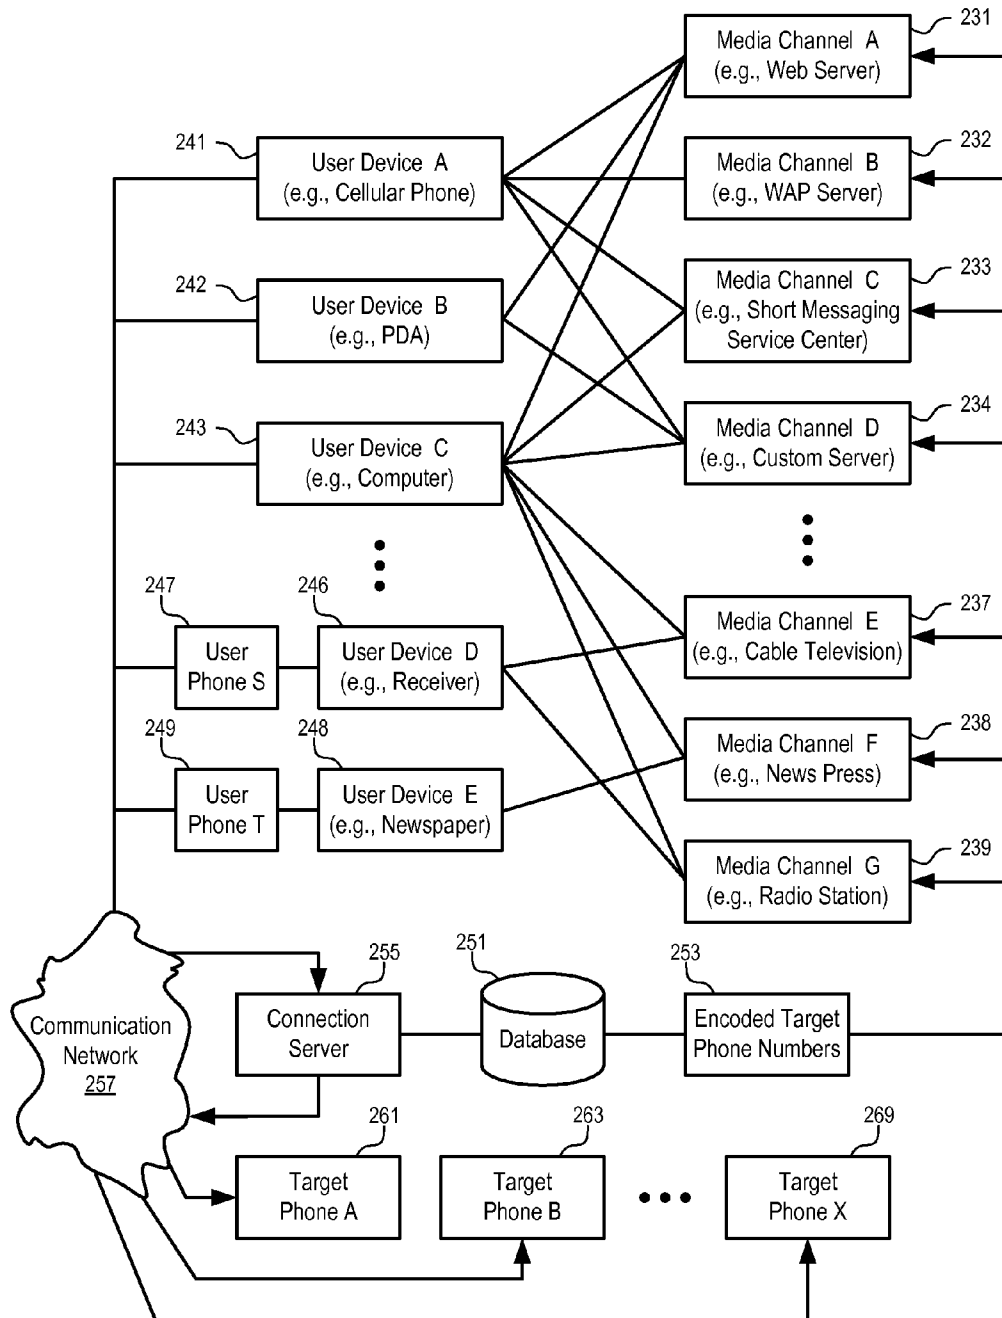 231
Media Channel A
(e.g., Web Server)
241
User Device A
(e.g., Cellular Phone)
232
Media Channel B
(e.g., WAP Server)
242
User Device B
(e.g., PDA)
233
Media Channel C
(e.g., Short Messaging
Service Center)
243
User Device C
(e.g., Computer)
234
Media Channel D
(e.g., Custom Server)
247
User
Phone S
246
User Device D
(e.g., Receiver)
237
Media Channel E
(e.g., Cable Television)
249
User
Phone T
248
User Device E
(e.g., Newspaper)
238
Media Channel F
(e.g., News Press)
239
Media Channel G
(e.g., Radio Station)
Communication
Network
257
255
Connection
Server
251
Database
253
Encoded Target
Phone Numbers
261
Target
Phone A
263
Target
Phone B
269
Target
Phone X